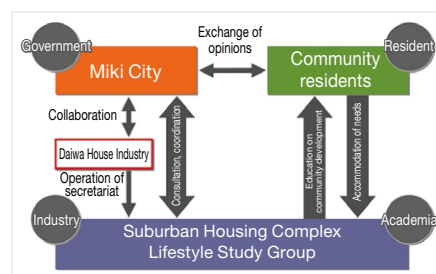 Government
Miki City
Exchange of
opinions
Resident
Community
residents
Collaboration
Daiwa House Industry
Operation of
secretariat
Consultation, coordination
Education on
community development
Accommodation of needs
Industry
Academia
Suburban Housing Complex
Lifestyle Study Group